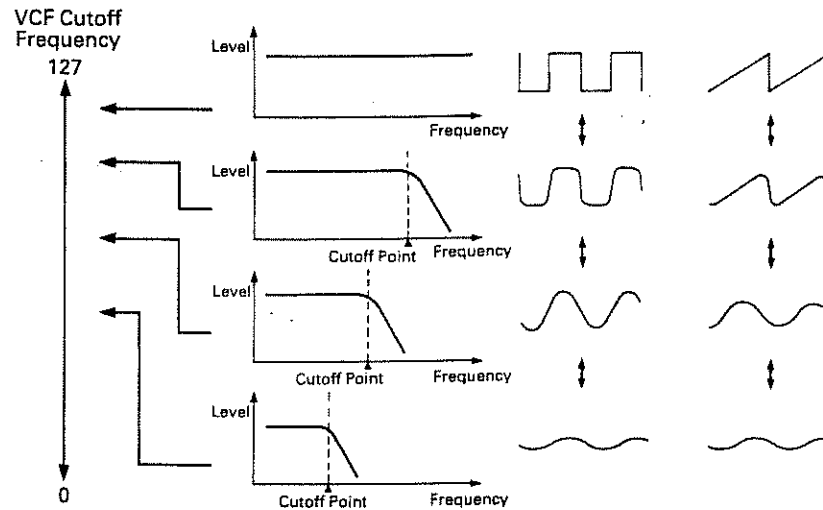 VCF Cutoff
Frequency
127
Level
Frequency
Level
Cutoff Point
Frequency
Level
Cutoff Point
Frequency
Level
Cutoff Point
Frequency
0